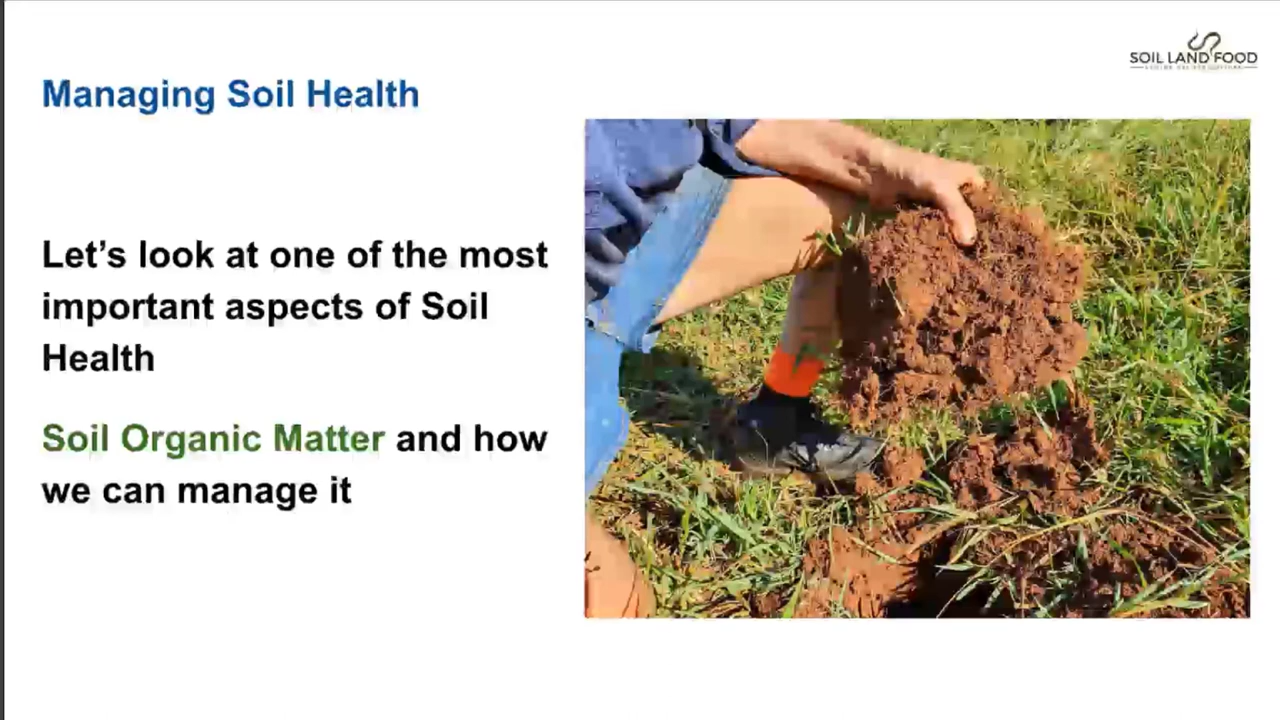 SOIL LAND FOOD
Managing Soil Health
Let’s look at one of the most
important aspects of Soil
Health
Soil Organic Matter and how
we can manage it